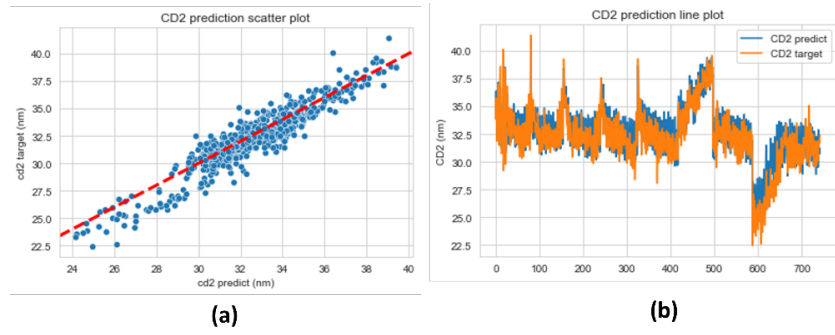 CD2 prediction scatter plot
40.0
37.5
35.0
32.5
30.0
27.5
25.0
22.5
cd2 target (nm)
24 26 28 30 32 34 36 38 40
cd2 predict (nm)
(a)
CD2 prediction line plot
CD2 predict
CD2 target
40.0
37.5
35.0
32.5
30.0
27.5
25.0
22.5
CD2 (nm)
0 100 200 300 400 500 600 700
(b)